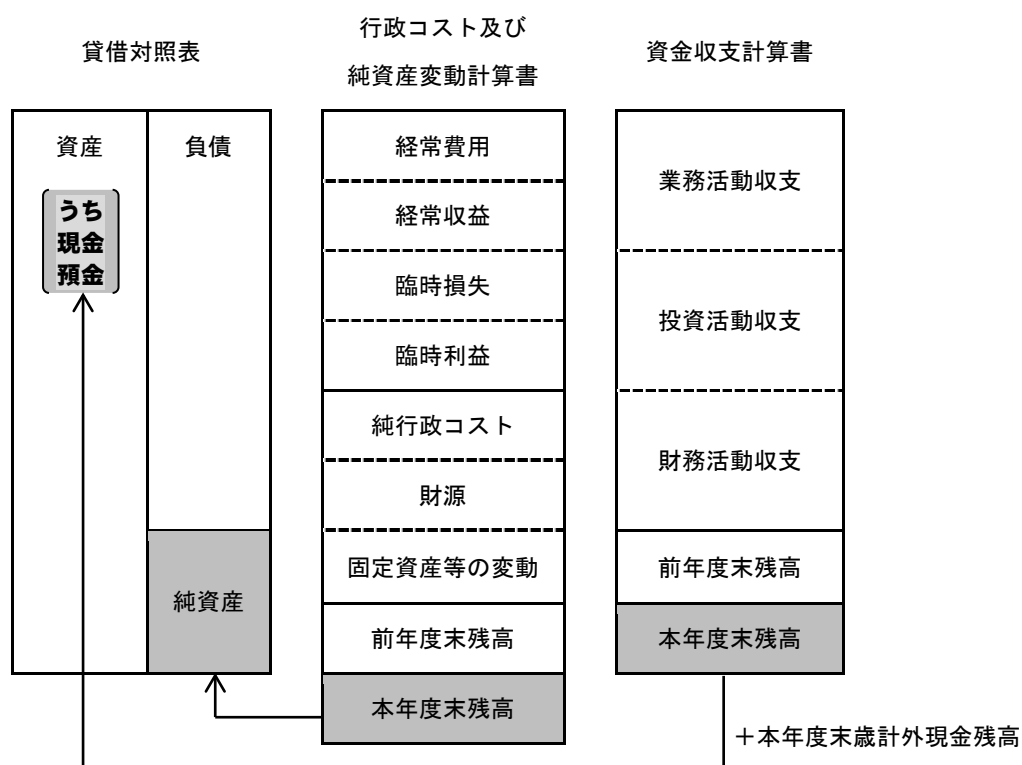 貸借対照表
資産
負債
うち
現金
預金
純資産
行政コスト及び
純資産変動計算書
経常費用
経常収益
臨時損失
臨時利益
純行政コスト
財源
固定資産等の変動
前年度末残高
本年度末残高
資金収支計算書
業務活動収支
投資活動収支
財務活動収支
前年度末残高
本年度末残高
＋本年度末歳計外現金残高